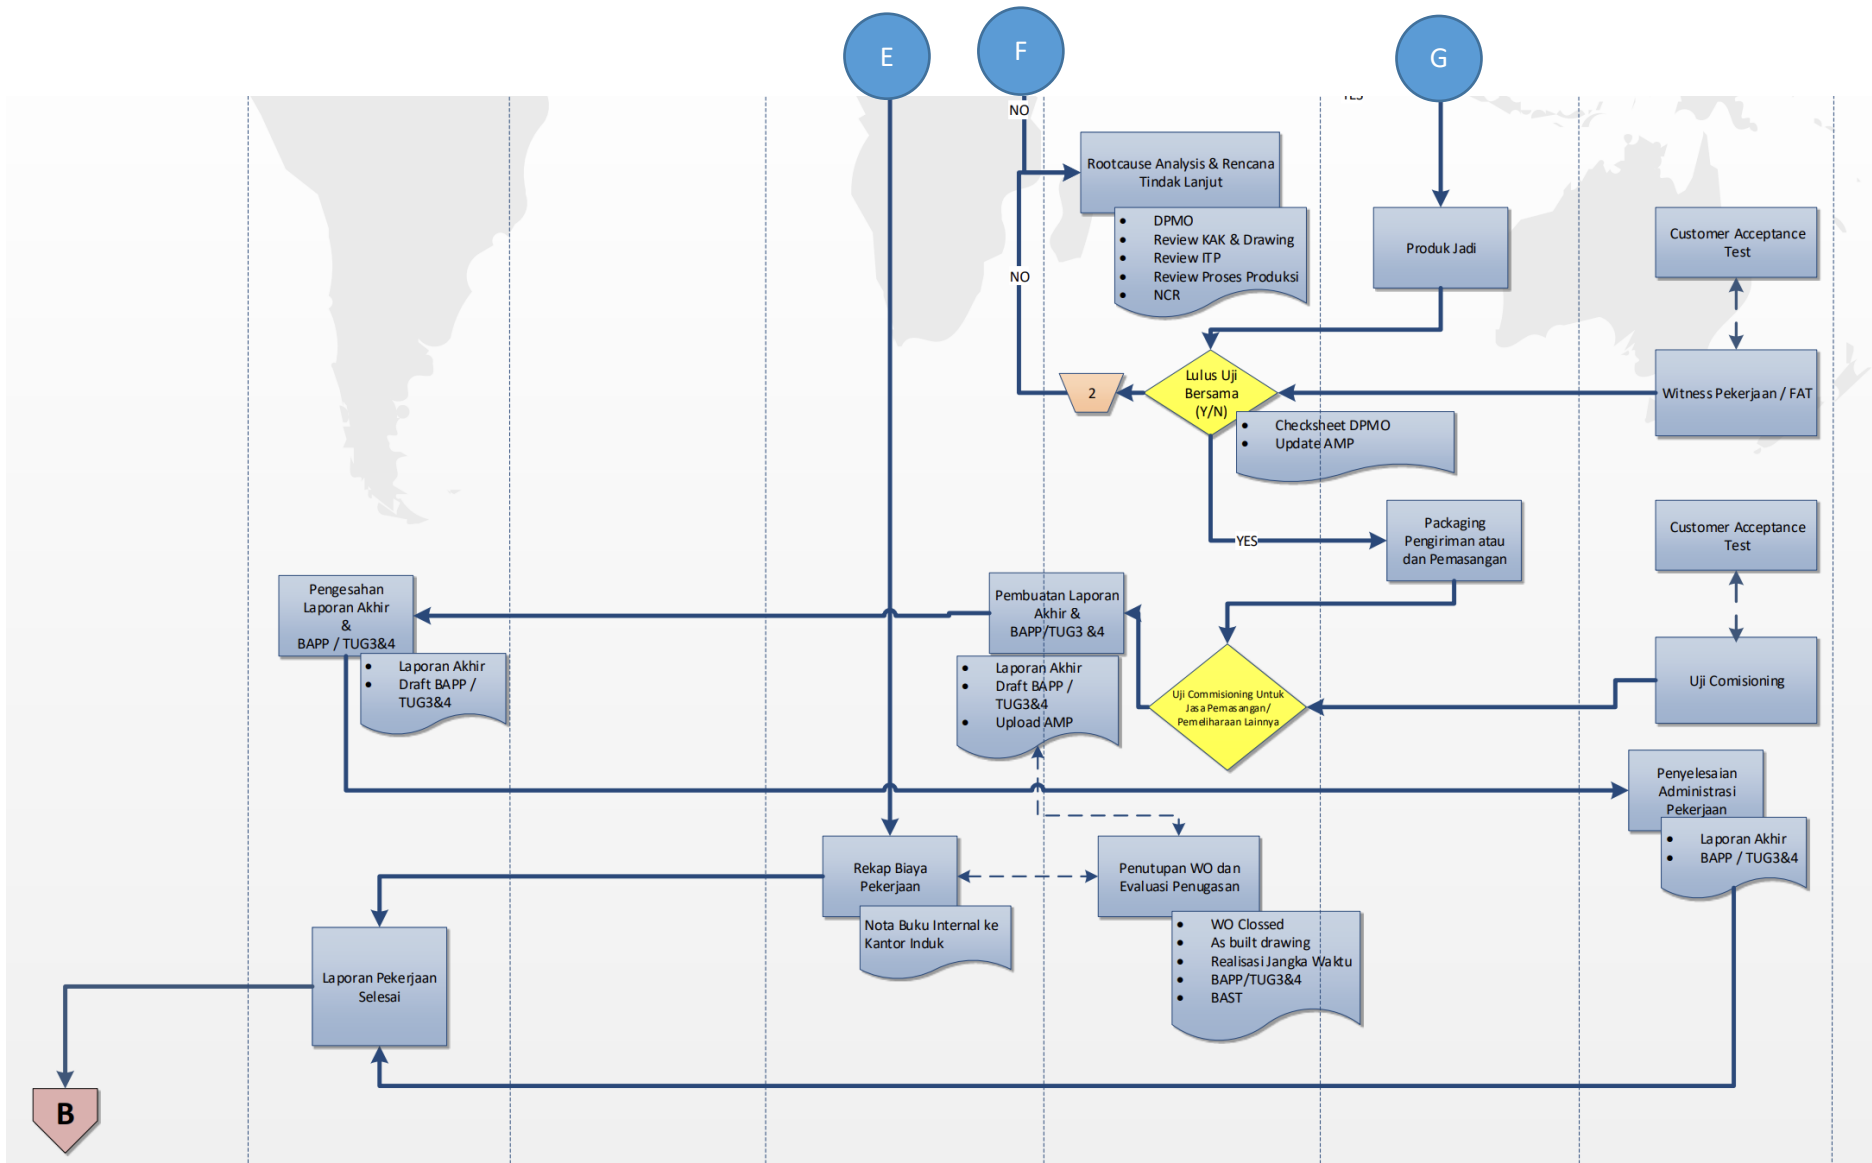 E
F
G
NO
YES
Rootcause Analysis & Rencana
Tindak Lanjut
• DPMO
• Review KAK & Drawing
• Review ITP
• Review Proses Produksi
• NCR
NO
Produk Jadi
Customer Acceptance
Test
Lulus Uji
Bersama
(Y/N)
2
Witness Pekerjaan / FAT
• Checksheet DPMO
• Update AMP
YES
Packaging
Pengiriman atau
dan Pemasangan
Customer Acceptance
Test
Pengesahan
Laporan Akhir
&
BAPP / TUG3&4
• Laporan Akhir
• Draft BAPP /
TUG3&4
Pembuatan Laporan
Akhir &
BAPP/TUG3 &4
• Laporan Akhir
• Draft BAPP /
TUG3&4
• Upload AMP
Uji Commisioning Untuk
Jasa Pemasangan/
Pemeliharaan Lainnya
Uji Comisioning
Penyelesaian
Administrasi
Pekerjaan
• Laporan Akhir
• BAPP / TUG3&4
Rekap Biaya
Pekerjaan
Nota Buku Internal ke
Kantor Induk
Penutupan WO dan
Evaluasi Penugasan
• WO Clossed
• As built drawing
• Realisasi Jangka Waktu
• BAPP/TUG3&4
• BAST
Laporan Pekerjaan
Selesai
B